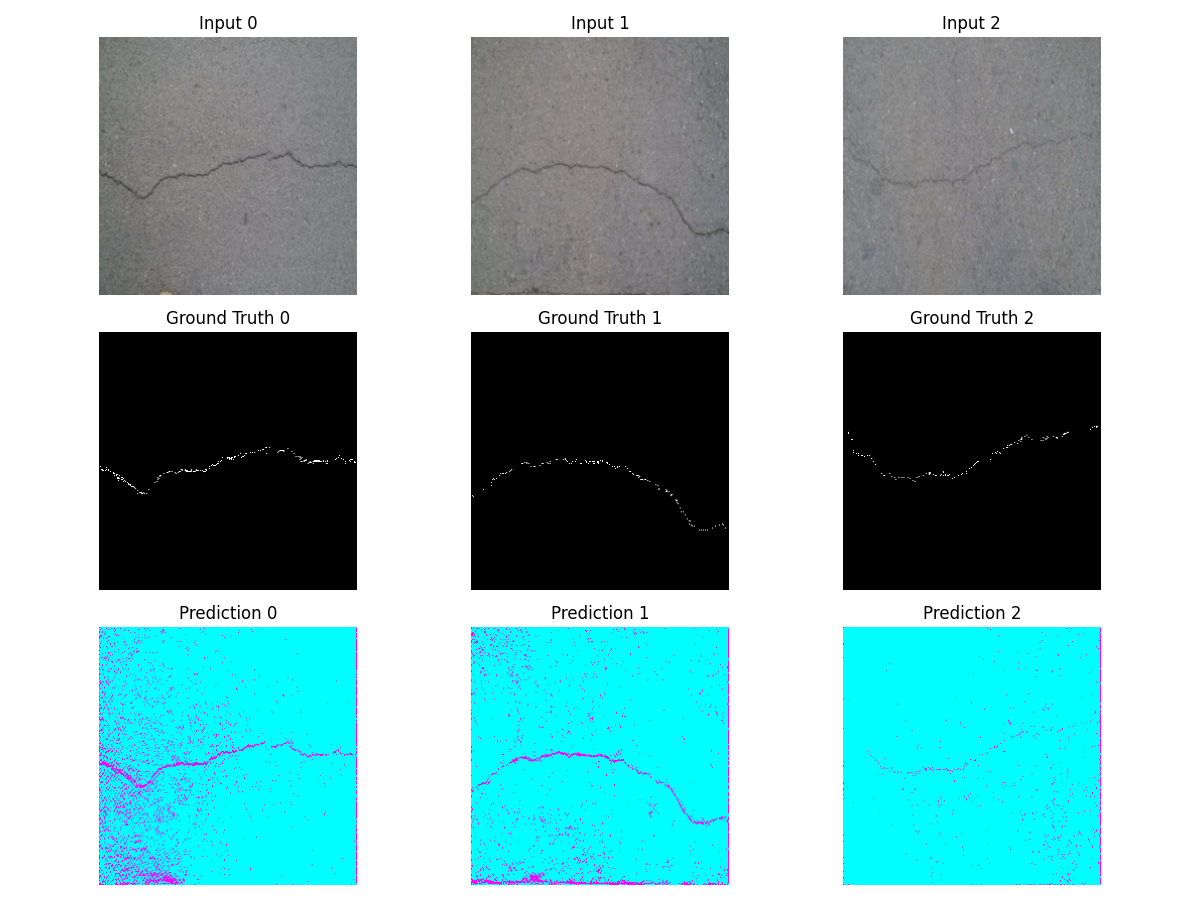 Input 0
Input 1
Input 2
Ground Truth 0
Ground Truth 1
Ground Truth 2
Prediction 0
Prediction 1
Prediction 2